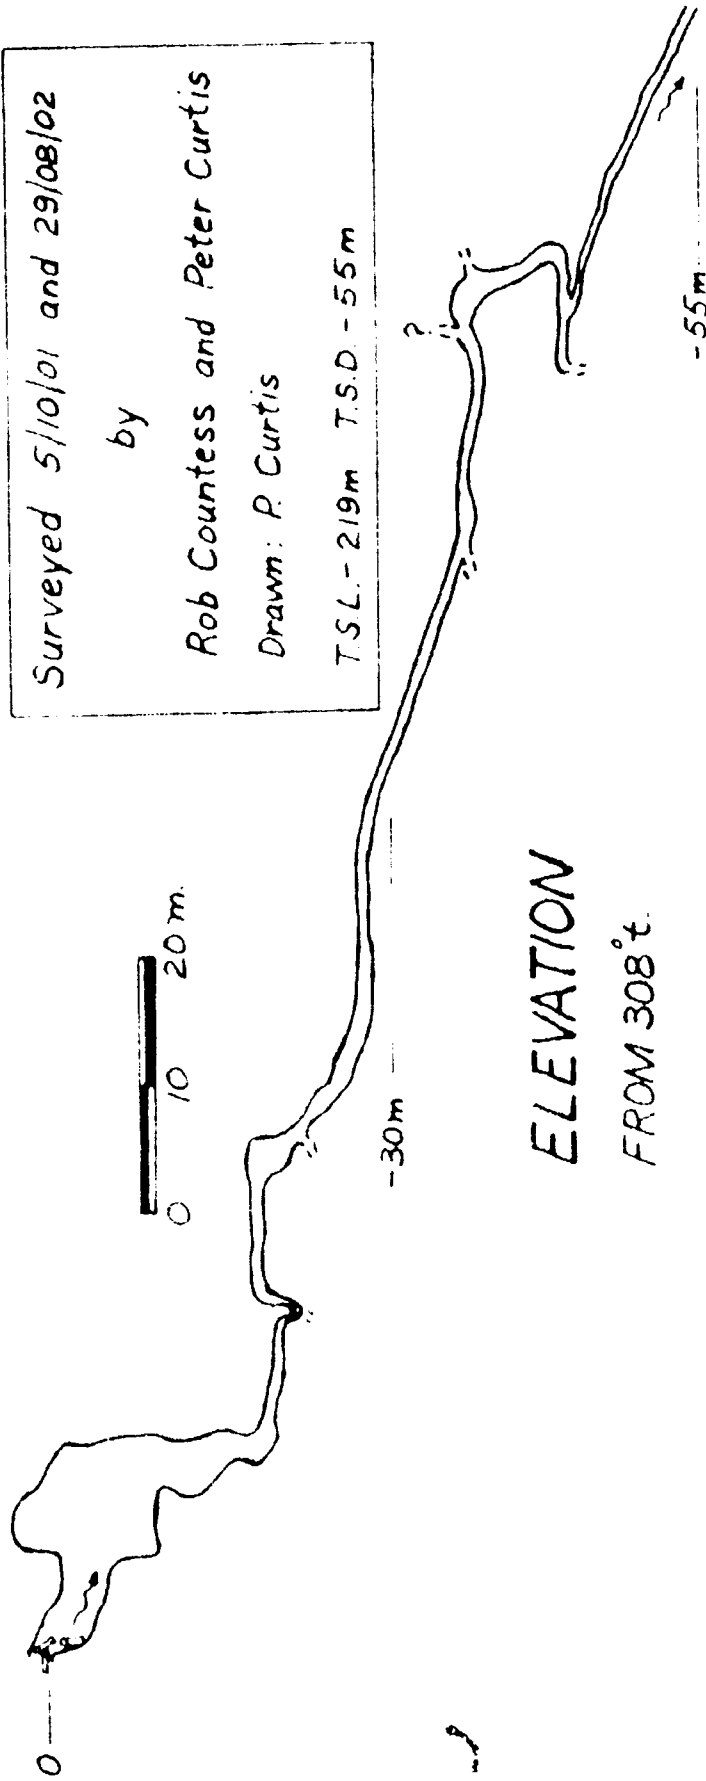 Surveyed 5/10/01 and 29/08/02
by
Rob Countess and Peter Curtis
Drawn: P. Curtis
T.S.L. - 219m T.S.D. - 55m
0 10 20m.
0
-30m
-55m
?
ELEVATION
FROM 308°t.